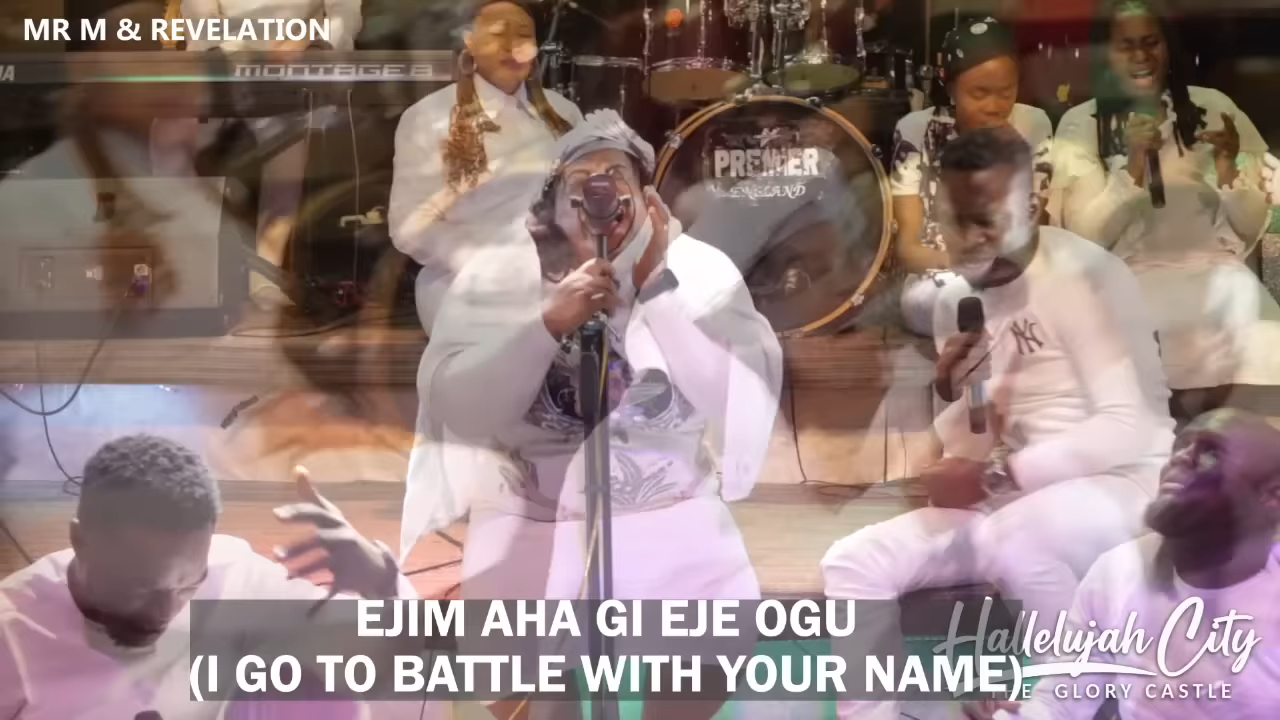 MR M & REVELATION
MONTAGE 8
PREMIER
ENGLAND
NY
EJIM AHA GI EJE OGU
(I GO TO BATTLE WITH YOUR NAME)
Hallelujah City
THE GLORY CASTLE